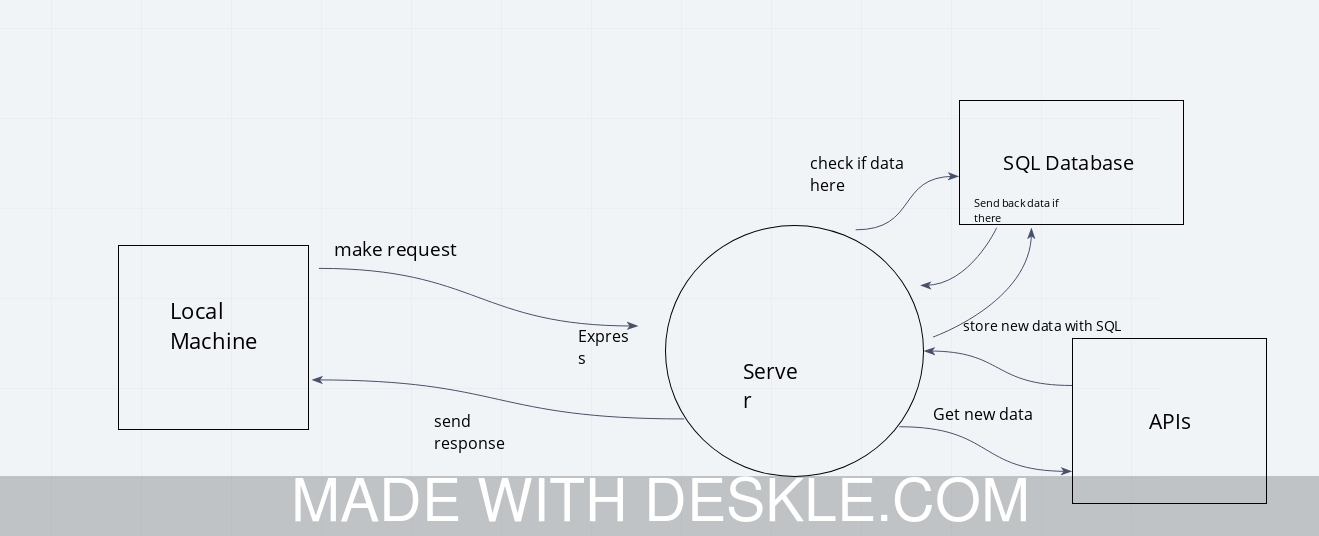 SQL Database
check if data
here
Send back data if
there
make request
Local
Machine
Expres
s
store new data with SQL
Serve
r
Get new data
APIs
send
response
MADE WITH DESKLE.COM